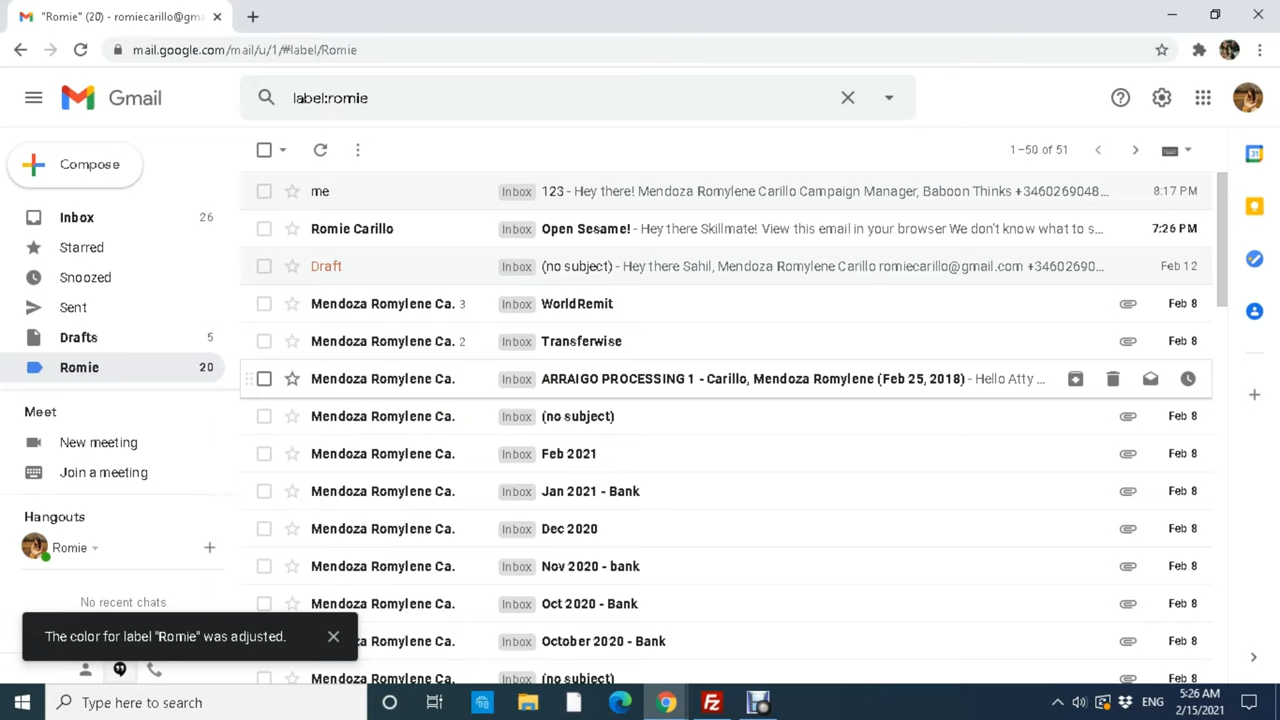 "Romie" (20) - romiecarillo@gma
mail.google.com/mail/u/1/#label/Romie
Gmail
label:romie
Compose
1–50 of 51
Inbox 26
Starred
Snoozed
Sent
Drafts 5
Romie 20
Meet
New meeting
Join a meeting
Hangouts
Romie
No recent chats
me Inbox 123 - Hey there! Mendoza Romylene Carillo Campaign Manager, Baboon Thinks +3460269048... 8:17 PM
Romie Carillo Inbox Open Sesame! - Hey there Skillmate! View this email in your browser We don't know what to s... 7:26 PM
Draft Inbox (no subject) - Hey there Sahil, Mendoza Romylene Carillo romiecarillo@gmail.com +34602690... Feb 12
Mendoza Romylene Ca. 3 Inbox WorldRemit Feb 8
Mendoza Romylene Ca. 2 Inbox Transferwise Feb 8
Mendoza Romylene Ca. Inbox ARRAIGO PROCESSING 1 - Carillo, Mendoza Romylene (Feb 25, 2018) - Hello Atty ...
Mendoza Romylene Ca. Inbox (no subject) Feb 8
Mendoza Romylene Ca. Inbox Feb 2021 Feb 8
Mendoza Romylene Ca. Inbox Jan 2021 - Bank Feb 8
Mendoza Romylene Ca. Inbox Dec 2020 Feb 8
Mendoza Romylene Ca. Inbox Nov 2020 - bank Feb 8
Mendoza Romylene Ca. Inbox Oct 2020 - Bank Feb 8
xta Romylene Ca. Inbox October 2020 - Bank Feb 8
Romylene Ca. Inbox (no subject) Feb 8
The color for label "Romie" was adjusted.
Type here to search
ENG
5:26 AM
2/15/2021